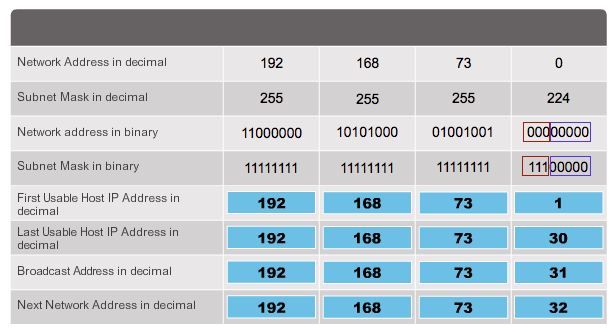 Network Address in decimal 192 168 73 0
Subnet Mask in decimal 255 255 255 224
Network address in binary 11000000 10101000 01001001 00000000
Subnet Mask in binary 11111111 11111111 11111111 11100000
First Usable Host IP Address in
decimal 192 168 73 1
Last Usable Host IP Address in
decimal 192 168 73 30
Broadcast Address in decimal 192 168 73 31
Next Network Address in decimal 192 168 73 32